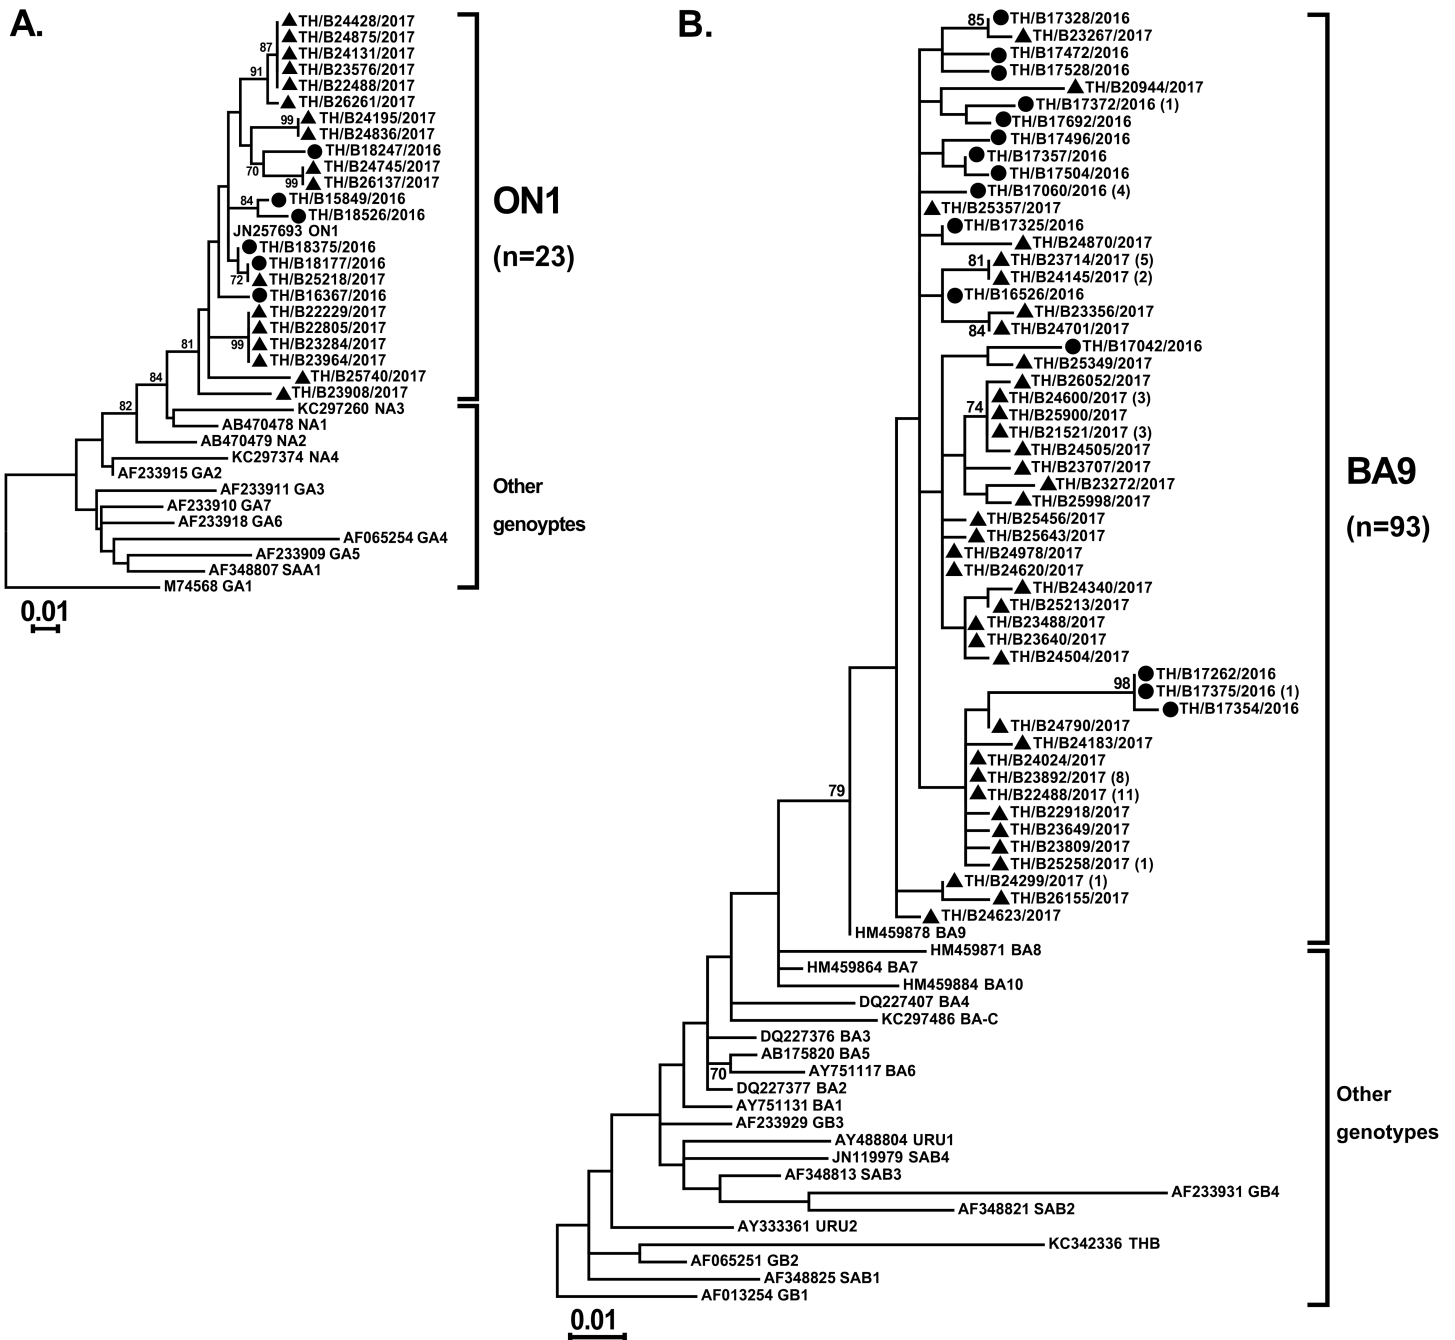 A.
TH/B24428/2017
TH/B24875/2017
87
TH/B24131/2017
91
TH/B23576/2017
TH/B22488/2017
TH/B26261/2017
99
TH/B24195/2017
TH/B24836/2017
TH/B18247/2016
70
TH/B24745/2017
99
TH/B26137/2017
84
TH/B15849/2016
TH/B18526/2016
JN257693 ON1
TH/B18375/2016
TH/B18177/2016
72
TH/B25218/2017
TH/B16367/2016
TH/B22229/2017
TH/B22805/2017
99
TH/B23284/2017
81
TH/B23964/2017
84
TH/B25740/2017
TH/B23908/2017
82
KC297260 NA3
AB470478 NA1
AB470479 NA2
KC297374 NA4
AF233915 GA2
AF233911 GA3
AF233910 GA7
AF233918 GA6
AF065254 GA4
AF233909 GA5
AF348807 SAA1
M74568 GA1
0.01
ON1
(n=23)
Other
genoyptes
B.
85
TH/B17328/2016
TH/B23267/2017
TH/B17472/2016
TH/B17528/2016
TH/B20944/2017
TH/B17372/2016 (1)
TH/B17692/2016
TH/B17496/2016
TH/B17357/2016
TH/B17504/2016
TH/B17060/2016 (4)
TH/B25357/2017
TH/B17325/2016
TH/B24870/2017
81
TH/B23714/2017 (5)
TH/B24145/2017 (2)
TH/B16526/2016
TH/B23356/2017
84
TH/B24701/2017
TH/B17042/2016
TH/B25349/2017
TH/B26052/2017
74
TH/B24600/2017 (3)
TH/B25900/2017
TH/B21521/2017 (3)
TH/B24505/2017
TH/B23707/2017
TH/B23272/2017
TH/B25998/2017
TH/B25456/2017
TH/B25643/2017
TH/B24978/2017
TH/B24620/2017
TH/B24340/2017
TH/B25213/2017
TH/B23488/2017
TH/B23640/2017
TH/B24504/2017
98
TH/B17262/2016
TH/B17375/2016 (1)
TH/B17354/2016
TH/B24790/2017
TH/B24183/2017
TH/B24024/2017
TH/B23892/2017 (8)
79
TH/B22488/2017 (11)
TH/B22918/2017
TH/B23649/2017
TH/B23809/2017
TH/B25258/2017 (1)
TH/B24299/2017 (1)
TH/B26155/2017
TH/B24623/2017
HM459878 BA9
HM459871 BA8
HM459864 BA7
HM459884 BA10
DQ227407 BA4
KC297486 BA-C
DQ227376 BA3
AB175820 BA5
70
AY751117 BA6
DQ227377 BA2
AY751131 BA1
AF233929 GB3
AY488804 URU1
JN119979 SAB4
AF348813 SAB3
AF233931 GB4
AF348821 SAB2
AY333361 URU2
KC342336 THB
AF065251 GB2
AF348825 SAB1
AF013254 GB1
0.01
BA9
(n=93)
Other
genotypes